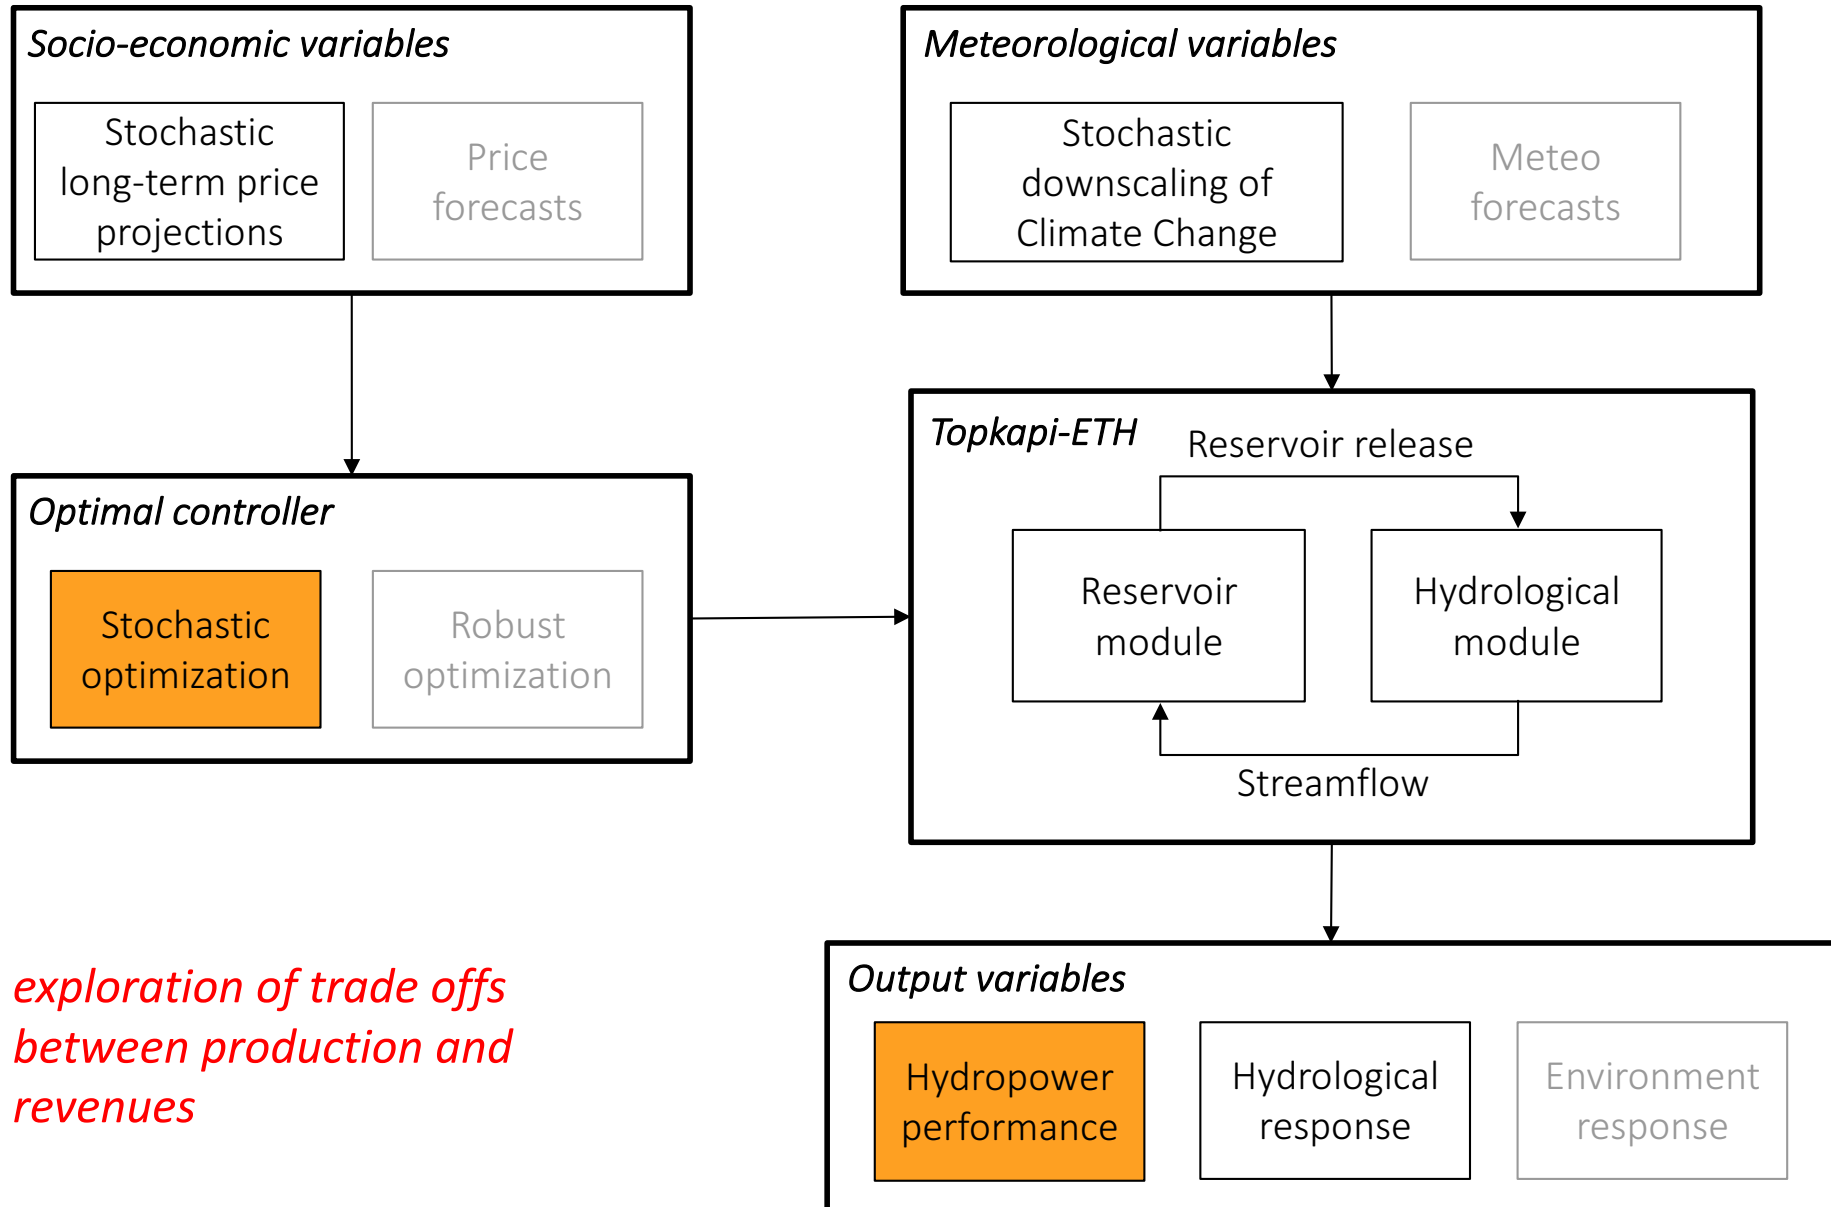 Socio-economic variables
Stochastic
long-term price
projections
Price
forecasts
Meteorological variables
Stochastic
downscaling of
Climate Change
Meteo
forecasts
Optimal controller
Stochastic
optimization
Robust
optimization
Topkapi-ETH
Reservoir release
Reservoir
module
Hydrological
module
Streamflow
exploration of trade offs
between production and
revenues
Output variables
Hydropower
performance
Hydrological
response
Environment
response